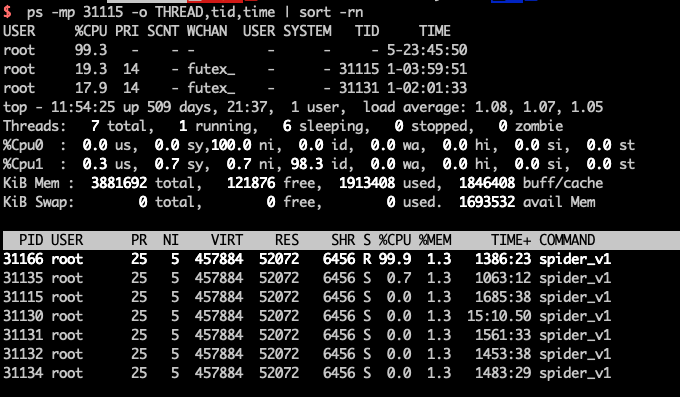 $ ps -mp 31115 -o THREAD,tid,time | sort -rn
USER %CPU PRI SCNT WCHAN USER SYSTEM TID TIME
root 99.3 - - - - - - 5-23:45:50
root 19.3 14 - futex_ - - 31115 1-03:59:51
root 17.9 14 - futex_ - - 31131 1-02:01:33
top - 11:54:25 up 509 days, 21:37, 1 user, load average: 1.08, 1.07, 1.05
Threads: 7 total, 1 running, 6 sleeping, 0 stopped, 0 zombie
%Cpu0 : 0.0 us, 0.0 sy,100.0 ni, 0.0 id, 0.0 wa, 0.0 hi, 0.0 si, 0.0 st
%Cpu1 : 0.3 us, 0.7 sy, 0.7 ni, 98.3 id, 0.0 wa, 0.0 hi, 0.0 si, 0.0 st
KiB Mem : 3881692 total, 121876 free, 1913408 used, 1846408 buff/cache
KiB Swap: 0 total, 0 free, 0 used. 1693532 avail Mem
PID USER PR NI VIRT RES SHR S %CPU %MEM TIME+ COMMAND
31166 root 25 5 457884 52072 6456 R 99.9 1.3 1386:23 spider_v1
31135 root 25 5 457884 52072 6456 S 0.7 1.3 1063:12 spider_v1
31115 root 25 5 457884 52072 6456 S 0.0 1.3 1685:38 spider_v1
31130 root 25 5 457884 52072 6456 S 0.0 1.3 15:10.50 spider_v1
31131 root 25 5 457884 52072 6456 S 0.0 1.3 1561:33 spider_v1
31132 root 25 5 457884 52072 6456 S 0.0 1.3 1453:38 spider_v1
31134 root 25 5 457884 52072 6456 S 0.0 1.3 1483:29 spider_v1